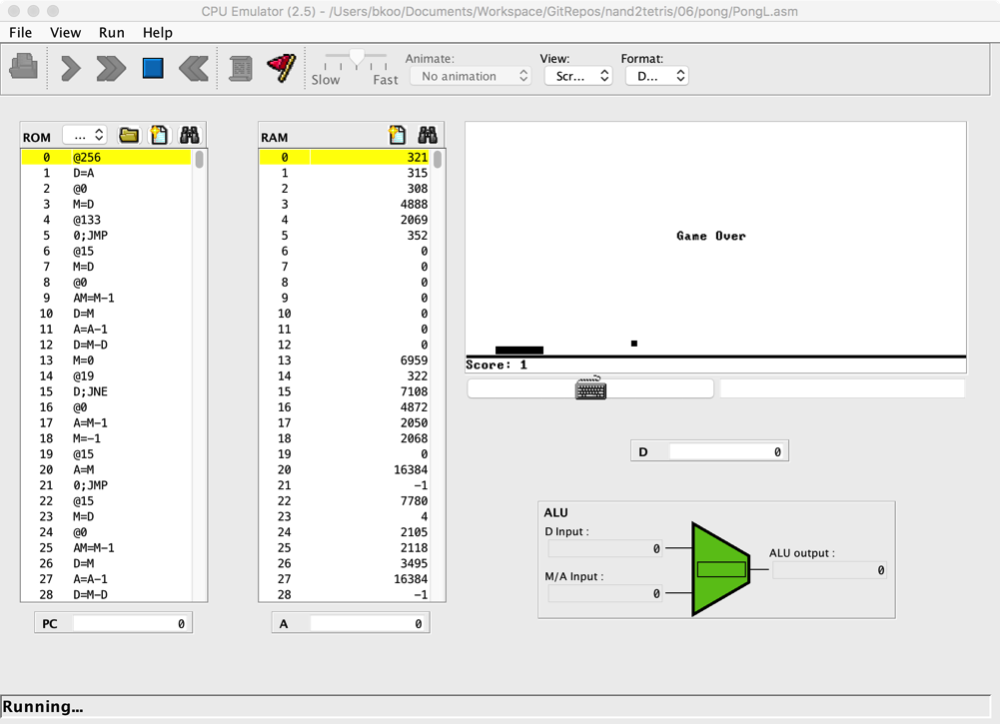 CPU Emulator (2.5) - /Users/bkoo/Documents/Workspace/GitRepos/nand2tetris/06/pong/PongL.asm
File View Run Help
Slow Fast
Animate:
No animation
View:
Scr...
Format:
D...
ROM ...
0 @256
1 D=A
2 @0
3 M=D
4 @133
5 0;JMP
6 @15
7 M=D
8 @0
9 AM=M-1
10 D=M
11 A=A-1
12 D=M-D
13 M=0
14 @19
15 D;JNE
16 @0
17 A=M-1
18 M=-1
19 @15
20 A=M
21 0;JMP
22 @15
23 M=D
24 @0
25 AM=M-1
26 D=M
27 A=A-1
28 D=M-D
PC 0
RAM
0 321
1 315
2 308
3 4888
4 2069
5 352
6 0
7 0
8 0
9 0
10 0
11 0
12 0
13 6959
14 322
15 7108
16 4872
17 2050
18 2068
19 0
20 16384
21 -1
22 7780
23 4
24 2105
25 2118
26 3495
27 16384
28 -1
A 0
Game Over
Score: 1
D 0
ALU
D Input :
0
M/A Input :
0
ALU output :
0
Running...